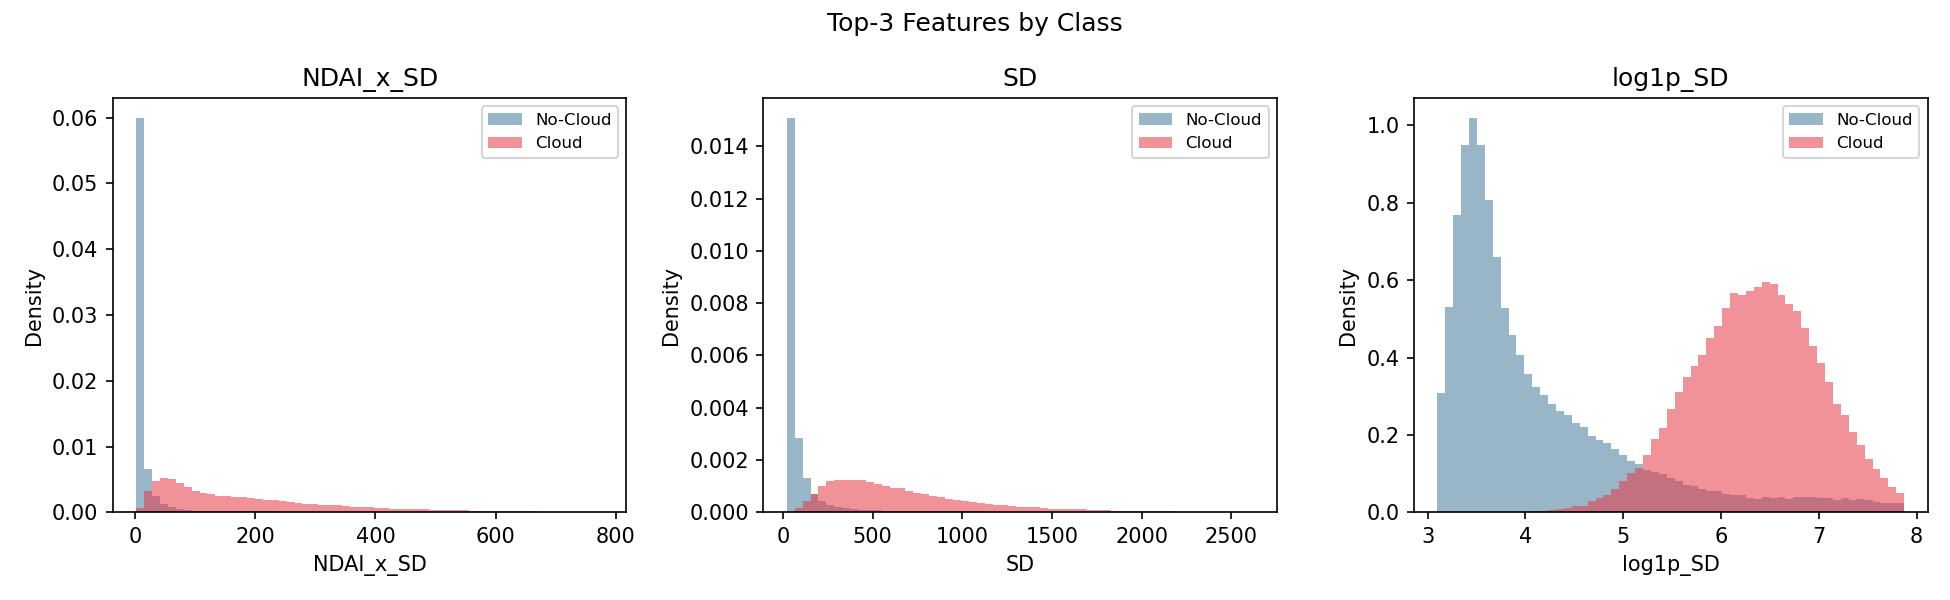 Top-3 Features by Class
NDAI_x_SD
Density
0.06
0.05
0.04
0.03
0.02
0.01
0.00
No-Cloud
Cloud
0
200
400
600
800
NDAI_x_SD
SD
Density
0.014
0.012
0.010
0.008
0.006
0.004
0.002
0.000
No-Cloud
Cloud
0
500
1000
1500
2000
2500
SD
log1p_SD
Density
1.0
0.8
0.6
0.4
0.2
0.0
No-Cloud
Cloud
3
4
5
6
7
8
log1p_SD